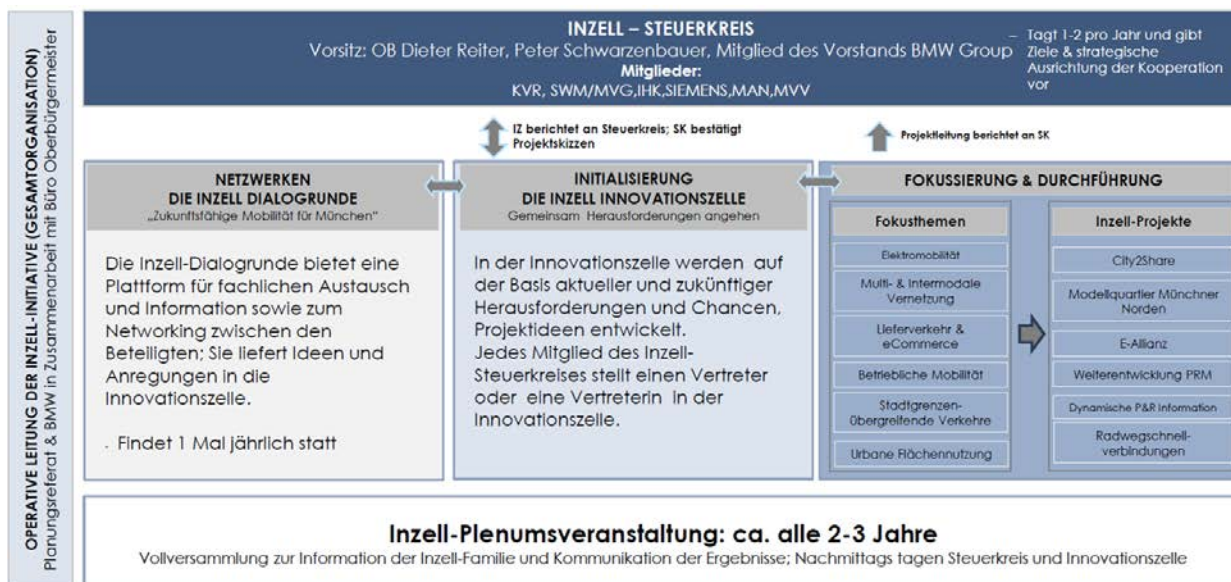 OPERATIVE LEITUNG DER INZELL-INITIATIVE (GESAMTORGANISATION)
Planungsreferat & BMW in Zusammenarbeit mit Büro Oberbürgermeister
INZELL – STEUERKREIS
Vorsitz: OB Dieter Reiter, Peter Schwarzenbauer, Mitglied des Vorstands BMW Group
Mitglieder:
KVR, SWM/MVG,IHK,SIEMENS,MAN,MVV
– Tagt 1-2 pro Jahr und gibt
Ziele & strategische
Ausrichtung der Kooperation
vor
IZ berichtet an Steuerkreis; SK bestätigt
Projektskizzen
Projektleitung berichtet an SK
NETZWERKEN
DIE INZELL DIALOGRUNDE
„Zukunftsfähige Mobilität für München"
Die Inzell-Dialogrunde bietet eine
Plattform für fachlichen Austausch
und Information sowie zum
Networking zwischen den
Beteiligten; Sie liefert Ideen und
Anregungen in die
Innovationszelle.
- Findet 1 Mal jährlich statt
INITIALISIERUNG
DIE INZELL INNOVATIONSZELLE
Gemeinsam Herausforderungen angehen
In der Innovationszelle werden auf
der Basis aktueller und zukünftiger
Herausforderungen und Chancen,
Projektideen entwickelt.
Jedes Mitglied des Inzell-
Steuerkreises stellt einen Vertreter
oder eine Vertreterin in der
Innovationszelle.
FOKUSSIERUNG & DURCHFÜHRUNG
Fokusthemen
Elektromobilität
Multi- & Intermodale
Vernetzung
Lieferverkehr &
eCommerce
Betriebliche Mobilität
Stadtgrenzen-
übergreifende Verkehre
Urbane Flächennutzung
Inzell-Projekte
City2Share
Modellquartier Münchner
Norden
E-Allianz
Weiterentwicklung PRM
Dynamische P&R Information
Radwegschnell-
verbindungen
Inzell-Plenumsveranstaltung: ca. alle 2-3 Jahre
Vollversammlung zur Information der Inzell-Familie und Kommunikation der Ergebnisse; Nachmittags tagen Steuerkreis und Innovationszelle